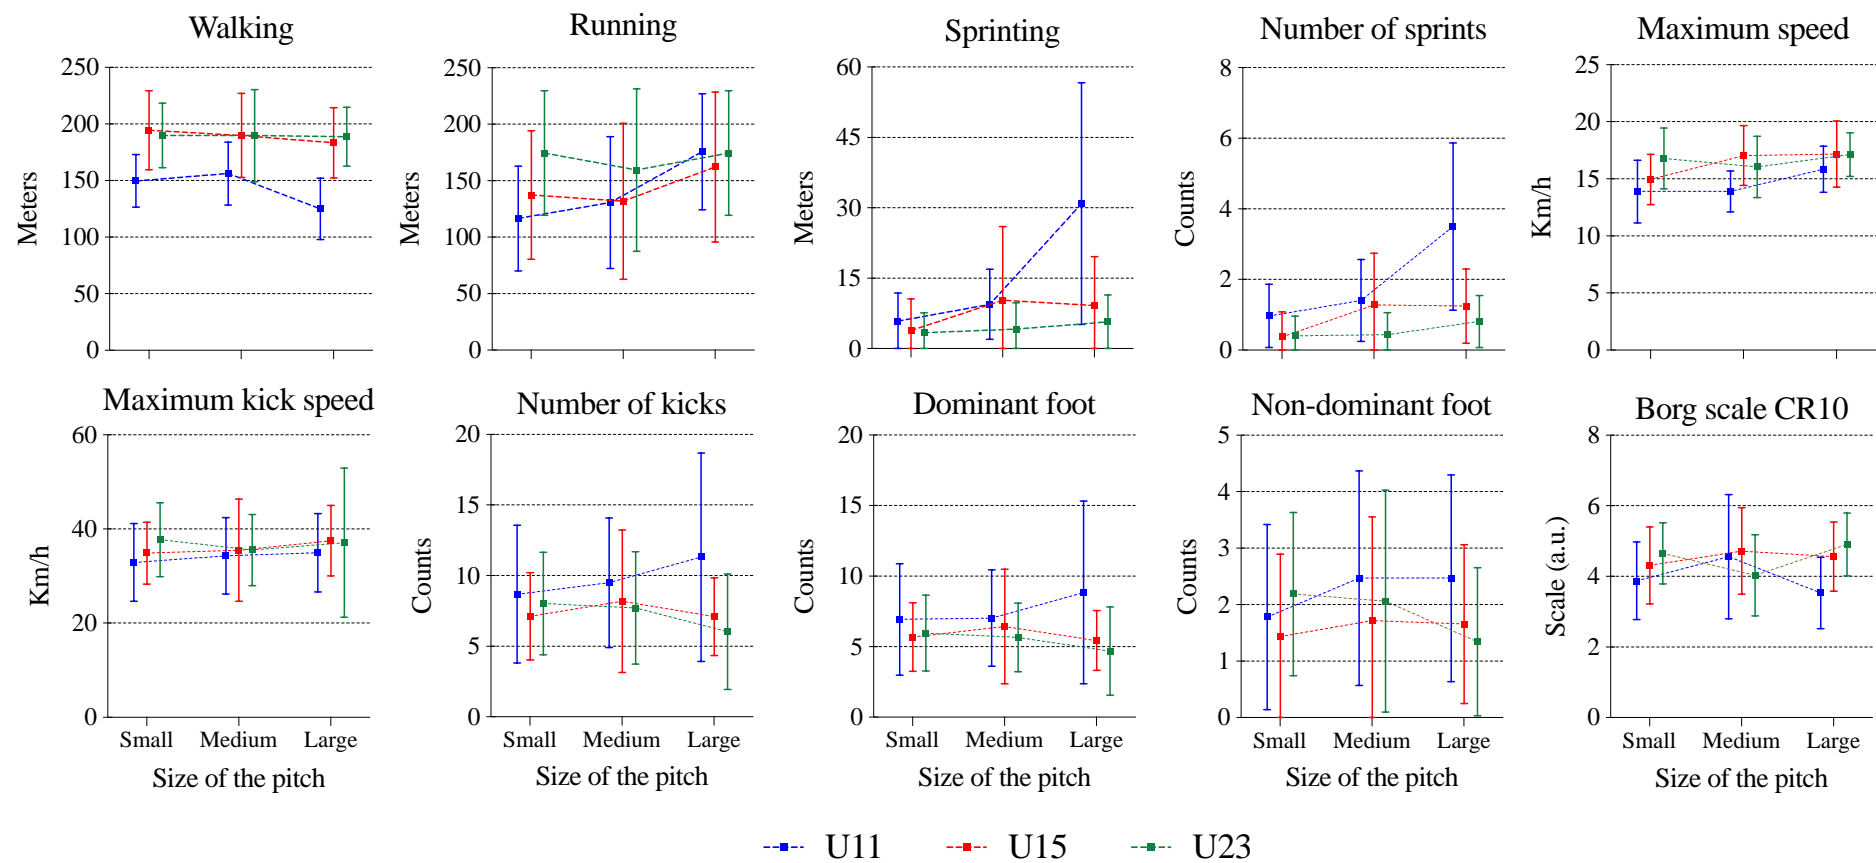 Walking
Running
Sprinting
Number of sprints
Maximum speed
250
200
150
100
50
0
Meters
250
200
150
100
50
0
Meters
60
45
30
15
0
Meters
8
6
4
2
0
Counts
25
20
15
10
5
0
Km/h
Maximum kick speed
Number of kicks
Dominant foot
Non-dominant foot
Borg scale CR10
60
40
20
0
Km/h
Small Medium Large
Size of the pitch
20
15
10
5
0
Counts
Small Medium Large
Size of the pitch
20
15
10
5
0
Counts
Small Medium Large
Size of the pitch
5
4
3
2
1
0
Counts
Small Medium Large
Size of the pitch
8
6
4
2
0
Scale (a.u.)
Small Medium Large
Size of the pitch
U11 U15 U23